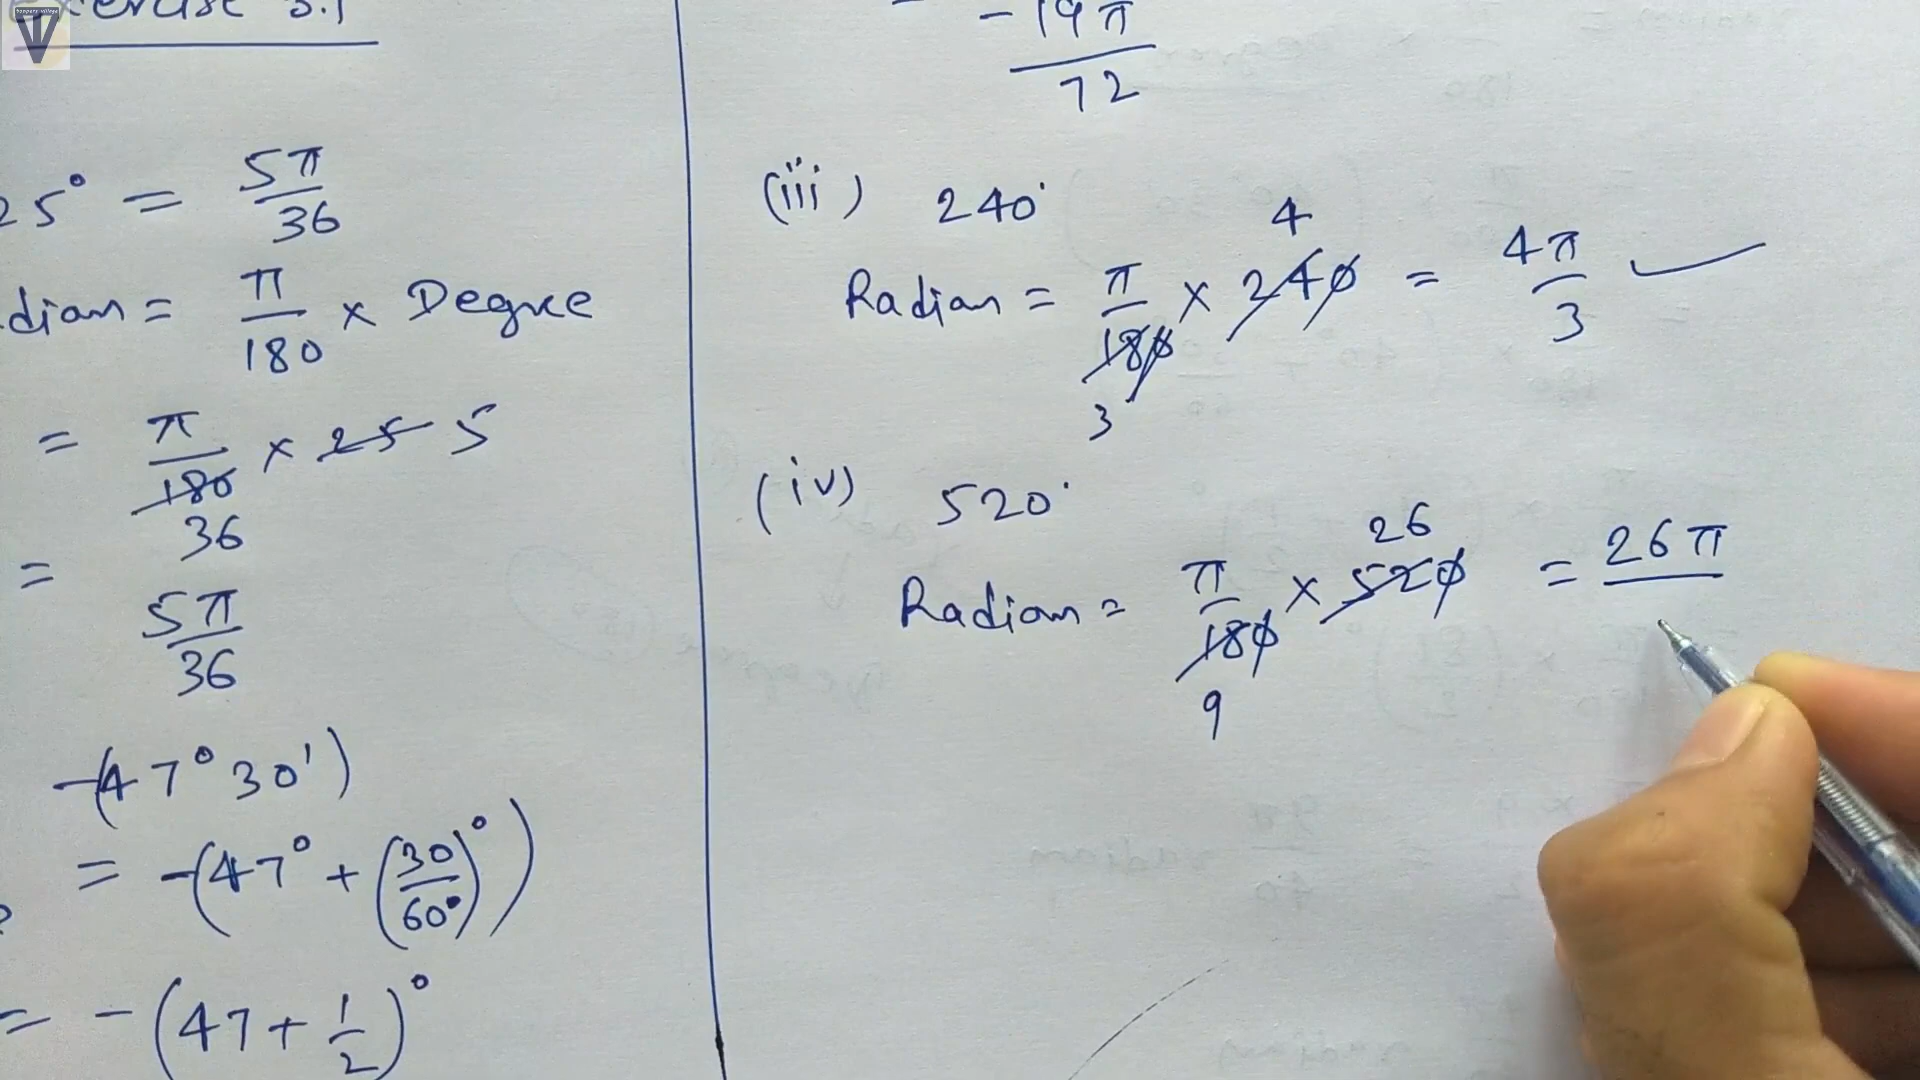 Exercise 3.1
25° = 5π/36
Radian = π/180 × Degree
= π/180 × 25 5
36
= 5π/36
-(47° 30')
= -(47° + (30/60°)°)
= -(47 + 1/2)°
-19π/72
(iii) 240°
4
Radian = π/180 × 240 = 4π/3
3
(iv) 520°
26
Radian = π/180 × 520 = 26π
9